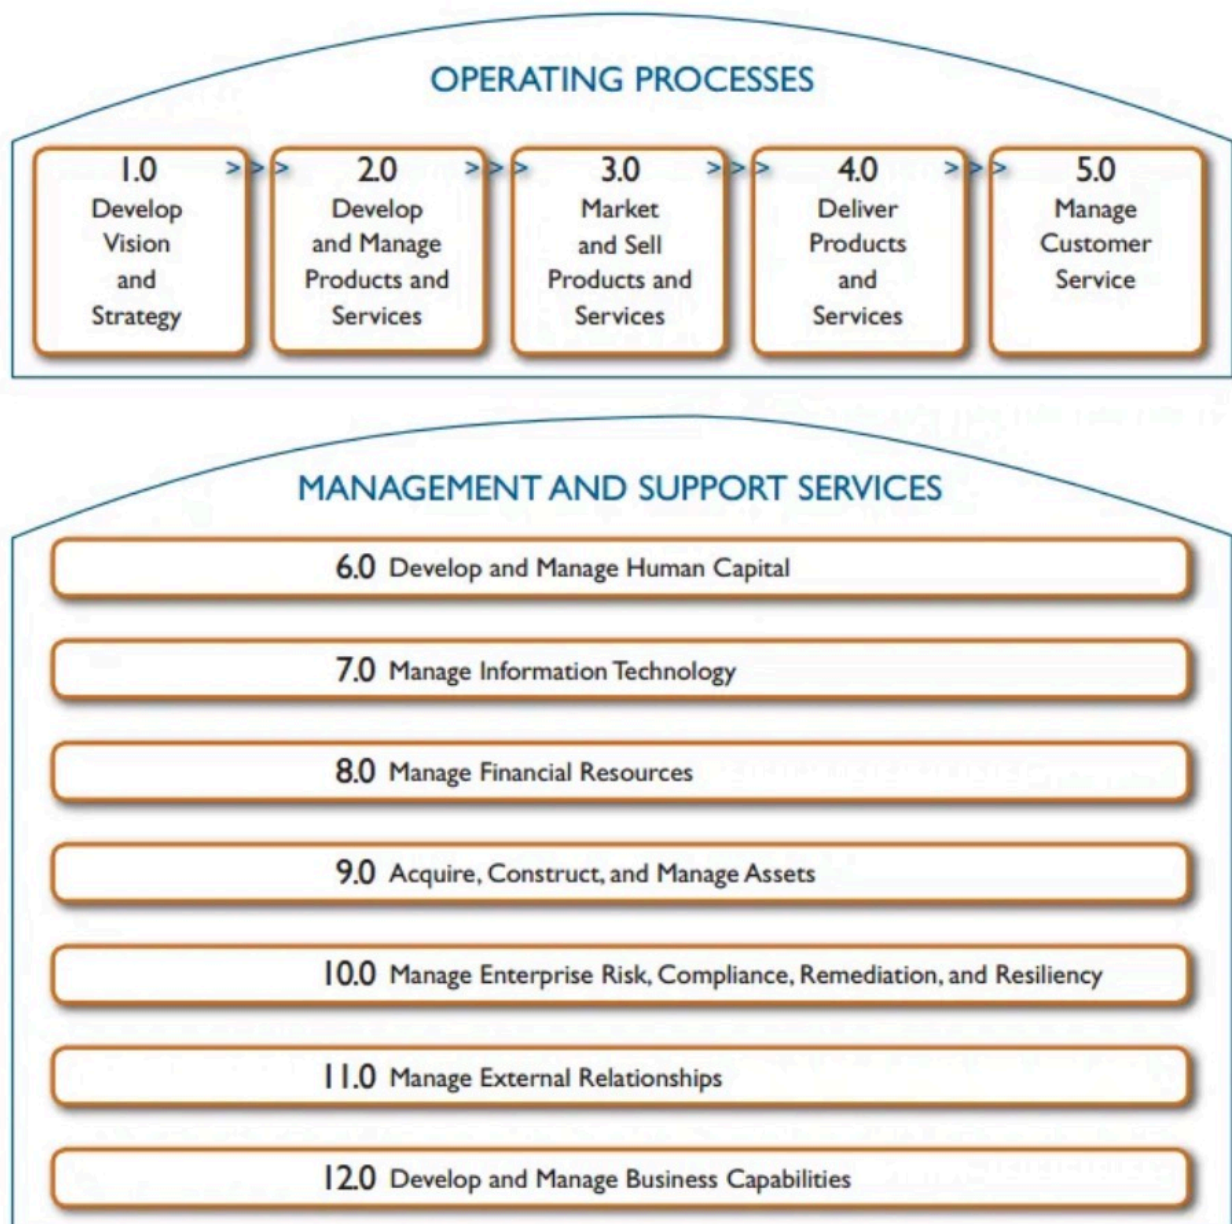 OPERATING PROCESSES
1.0 >>> 2.0 >>> 3.0 >>> 4.0 >>> 5.0
Develop
Vision
and
Strategy
Develop
and Manage
Products and
Services
Market
and Sell
Products and
Services
Deliver
Products
and
Services
Manage
Customer
Service
MANAGEMENT AND SUPPORT SERVICES
6.0 Develop and Manage Human Capital
7.0 Manage Information Technology
8.0 Manage Financial Resources
9.0 Acquire, Construct, and Manage Assets
10.0 Manage Enterprise Risk, Compliance, Remediation, and Resiliency
11.0 Manage External Relationships
12.0 Develop and Manage Business Capabilities